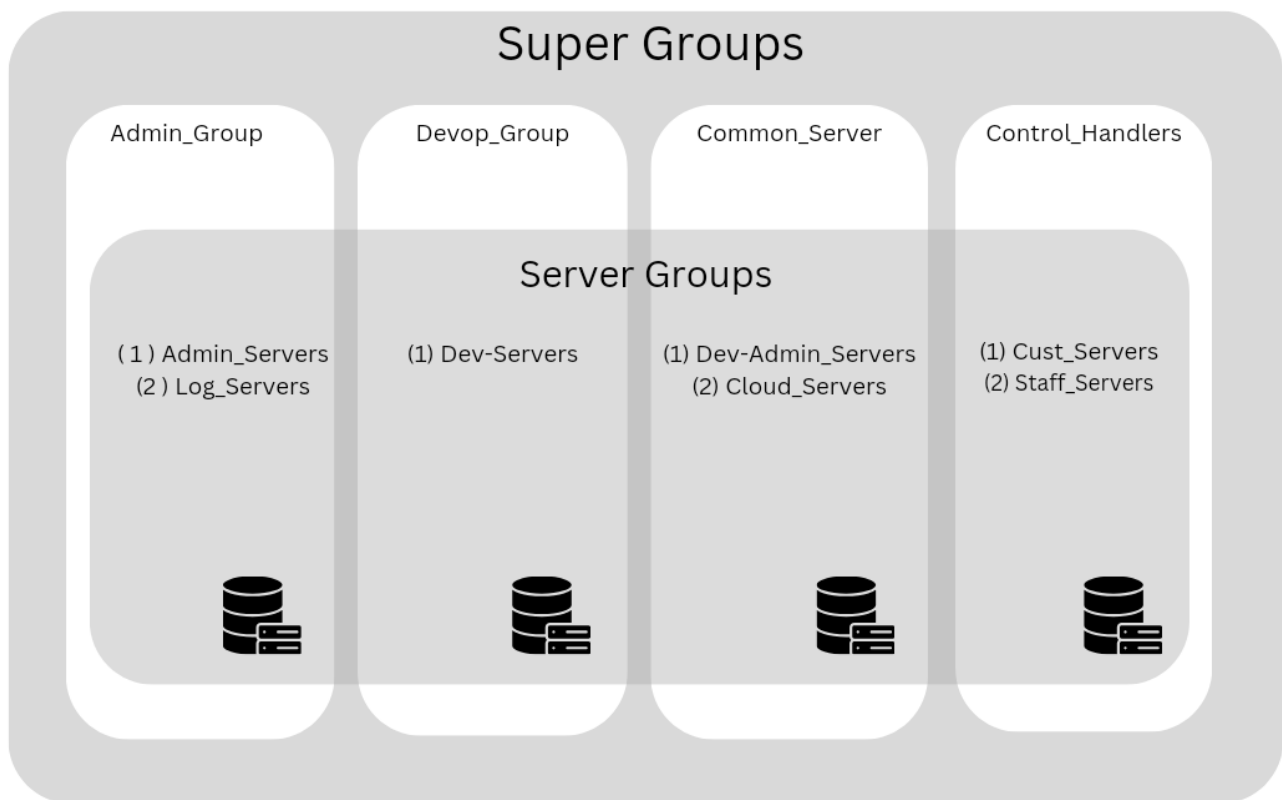 Super Groups
Admin_Group
Devop_Group
Common_Server
Control_Handlers
Server Groups
( 1 ) Admin_Servers
(2 ) Log_Servers
(1) Dev-Servers
(1) Dev-Admin_Servers
(2) Cloud_Servers
(1) Cust_Servers
(2) Staff_Servers